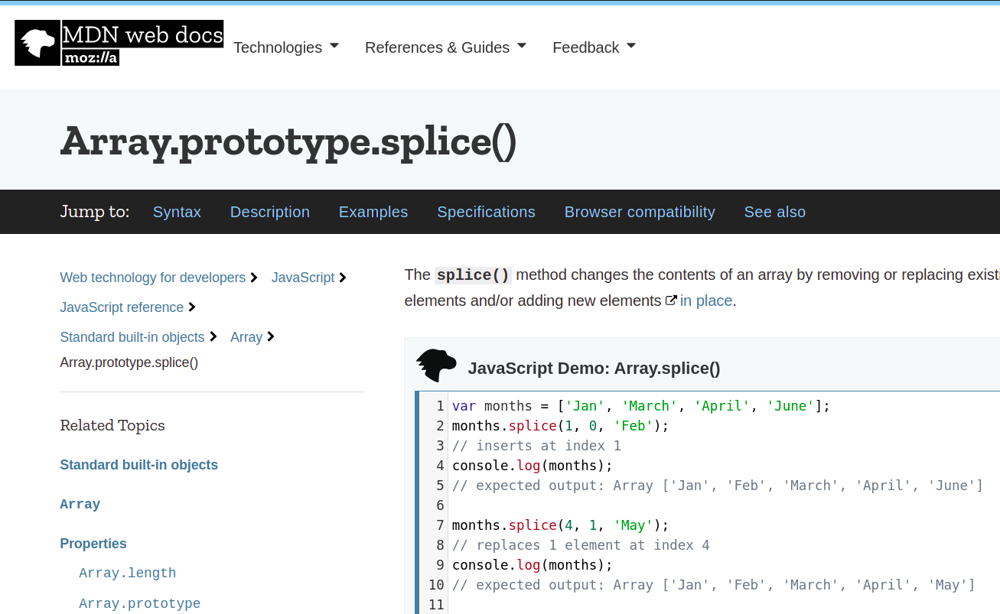 MDN web docs
moz://a
Technologies
References & Guides
Feedback
Array.prototype.splice()
Jump to:
Syntax
Description
Examples
Specifications
Browser compatibility
See also
Web technology for developers
JavaScript
JavaScript reference
Standard built-in objects
Array
Array.prototype.splice()
Related Topics
Standard built-in objects
Array
Properties
Array.length
Array.prototype
The splice() method changes the contents of an array by removing or replacing
elements and/or adding new elements in place.
JavaScript Demo: Array.splice()
1 var months = ['Jan', 'March', 'April', 'June'];
2 months.splice(1, 0, 'Feb');
3 // inserts at index 1
4 console.log(months);
5 // expected output: Array ['Jan', 'Feb', 'March', 'April', 'June']
6
7 months.splice(4, 1, 'May');
8 // replaces 1 element at index 4
9 console.log(months);
10 // expected output: Array ['Jan', 'Feb', 'March', 'April', 'May']
11